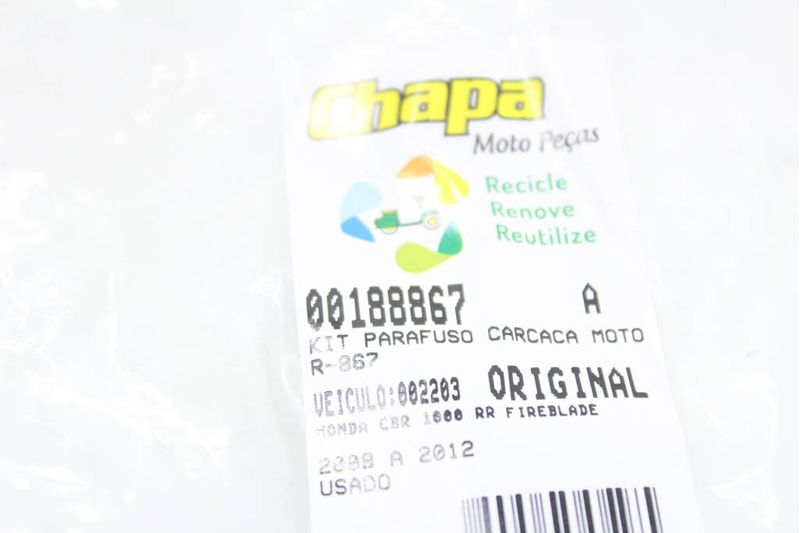 Chapa
Moto Peças
Recicle
Renove
Reutilize
00188867 A
KIT PARAFUSO CARCACA MOTO
R-867
VEICULO:002203 ORIGINAL
HONDA CBR 1000 RR FIREBLADE
2008 A 2012
USADO